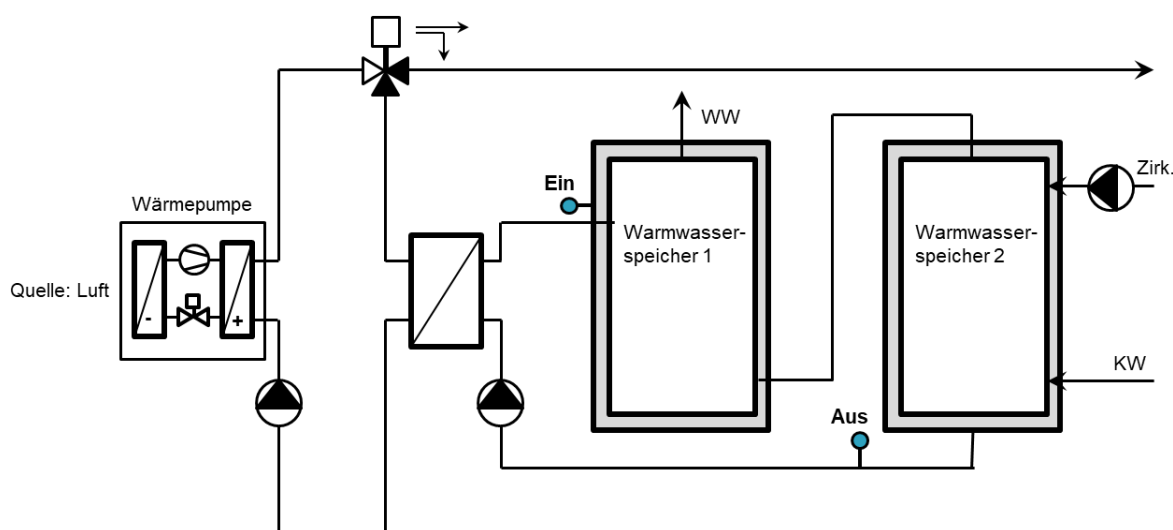 WW
Zirk.
Ein
Wärmepumpe
Warmwasser-
speicher 1
Warmwasser-
speicher 2
Quelle: Luft
-
+
KW
Aus